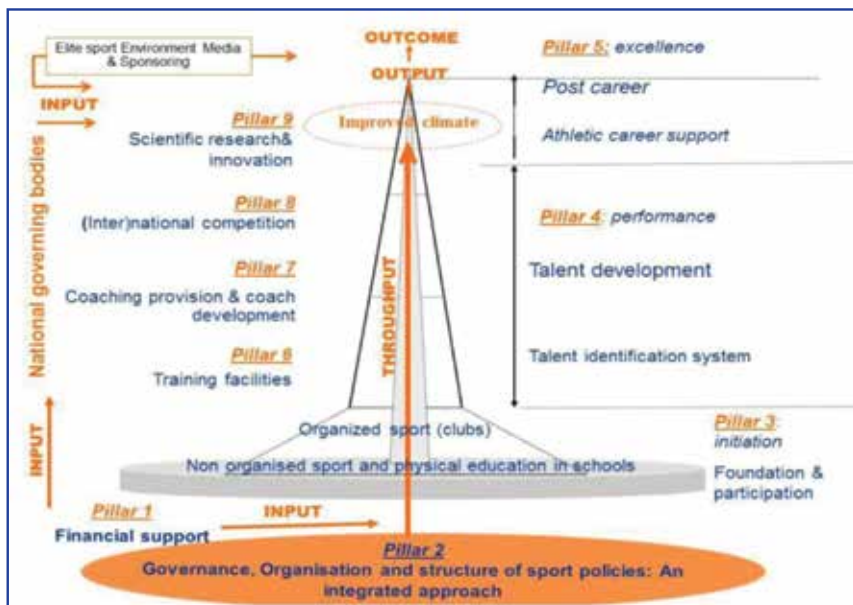 Elite sport Environment Media
& Sponsoring
OUTCOME
OUTPUT
INPUT
National governing bodies
INPUT
Pillar 9
Scientific research&
innovation
Pillar 8
(Inter)national competition
Pillar 7
Coaching provision & coach
development
Pillar 6
Training facilities
Improved climate
THROUGHPUT
Pillar 5: excellence
Post career
Athletic career support
Pillar 4: performance
Talent development
Talent identification system
Pillar 3:
initiation
Foundation &
participation
Organized sport (clubs)
Non organised sport and physical education in schools
Pillar 1
Financial support
INPUT
Pillar 2
Governance, Organisation and structure of sport policies: An
integrated approach